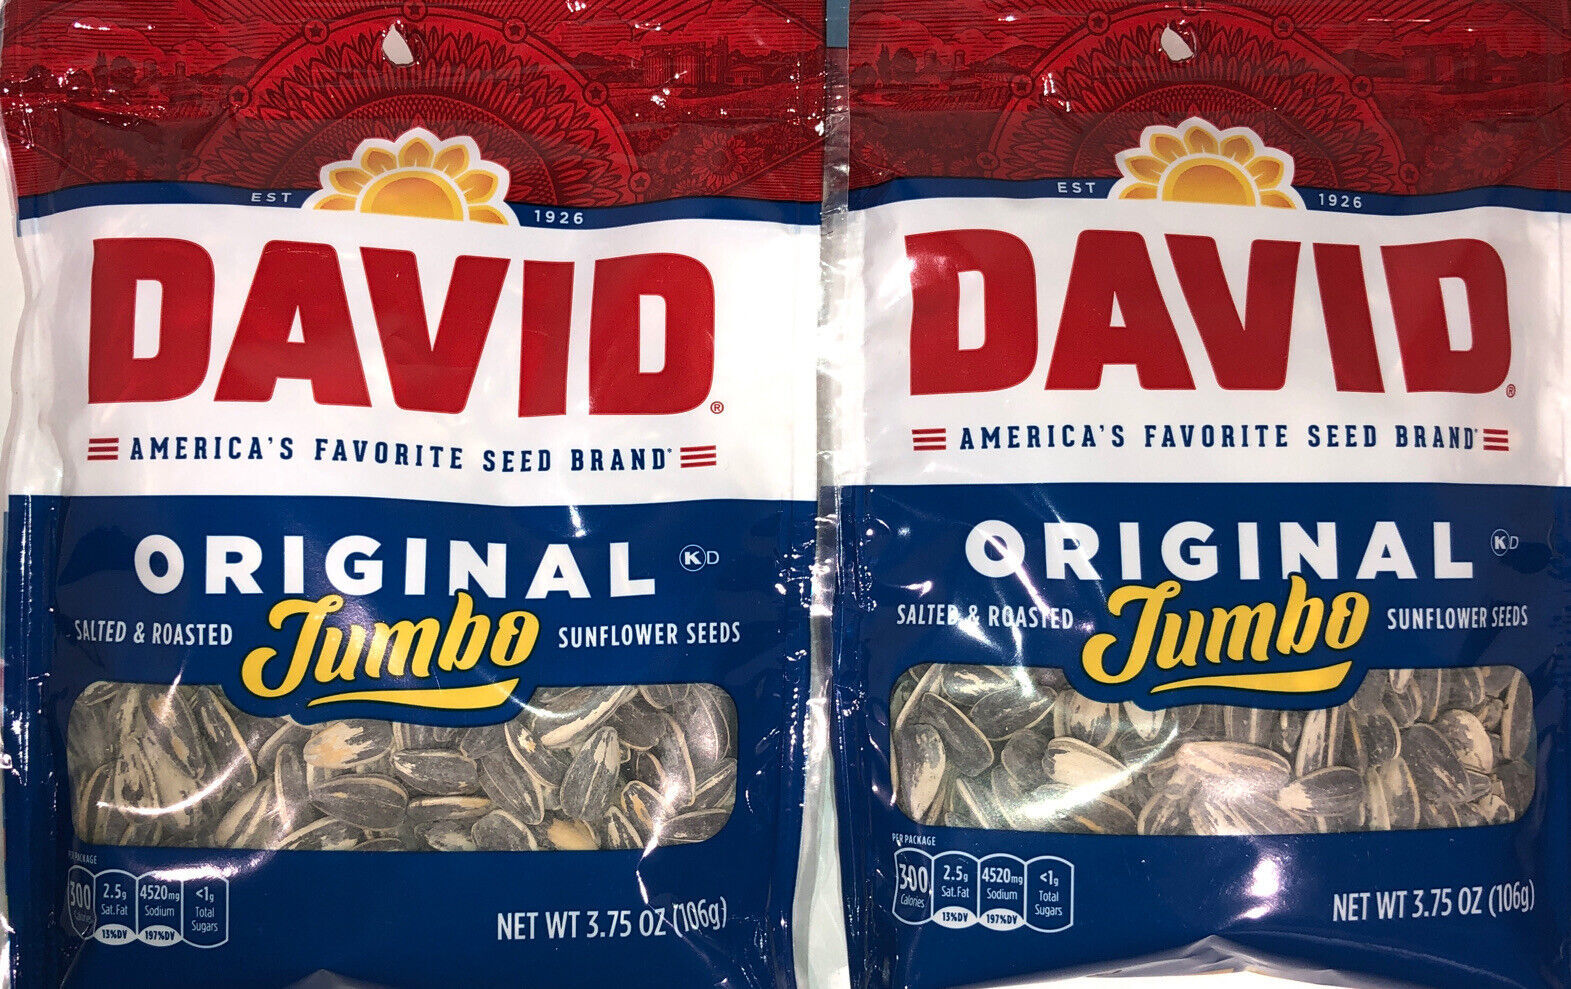 EST
1926
DAVID®
AMERICA'S FAVORITE SEED BRAND*
ORIGINAL K D
SALTED & ROASTED Jumbo SUNFLOWER SEEDS
PER PACKAGE
300 Calories
2.5g Sat. Fat 13%DV
4520mg Sodium 197%DV
<1g Total Sugars
NET WT 3.75 OZ (106g)
EST
1926
DAVID®
AMERICA'S FAVORITE SEED BRAND*
ORIGINAL K D
SALTED & ROASTED Jumbo SUNFLOWER SEEDS
PER PACKAGE
300 Calories
2.5g Sat. Fat 13%DV
4520mg Sodium 197%DV
<1g Total Sugars
NET WT 3.75 OZ (106g)